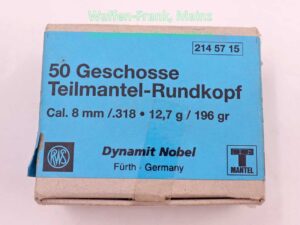 Waffen-Frank, Mainz
214 57 15
50 Geschosse
Teilmantel-Rundkopf
Cal. 8 mm /.318 • 12,7 g / 196 gr
RWS
Dynamit Nobel
Fürth - Germany
T
MANTEL